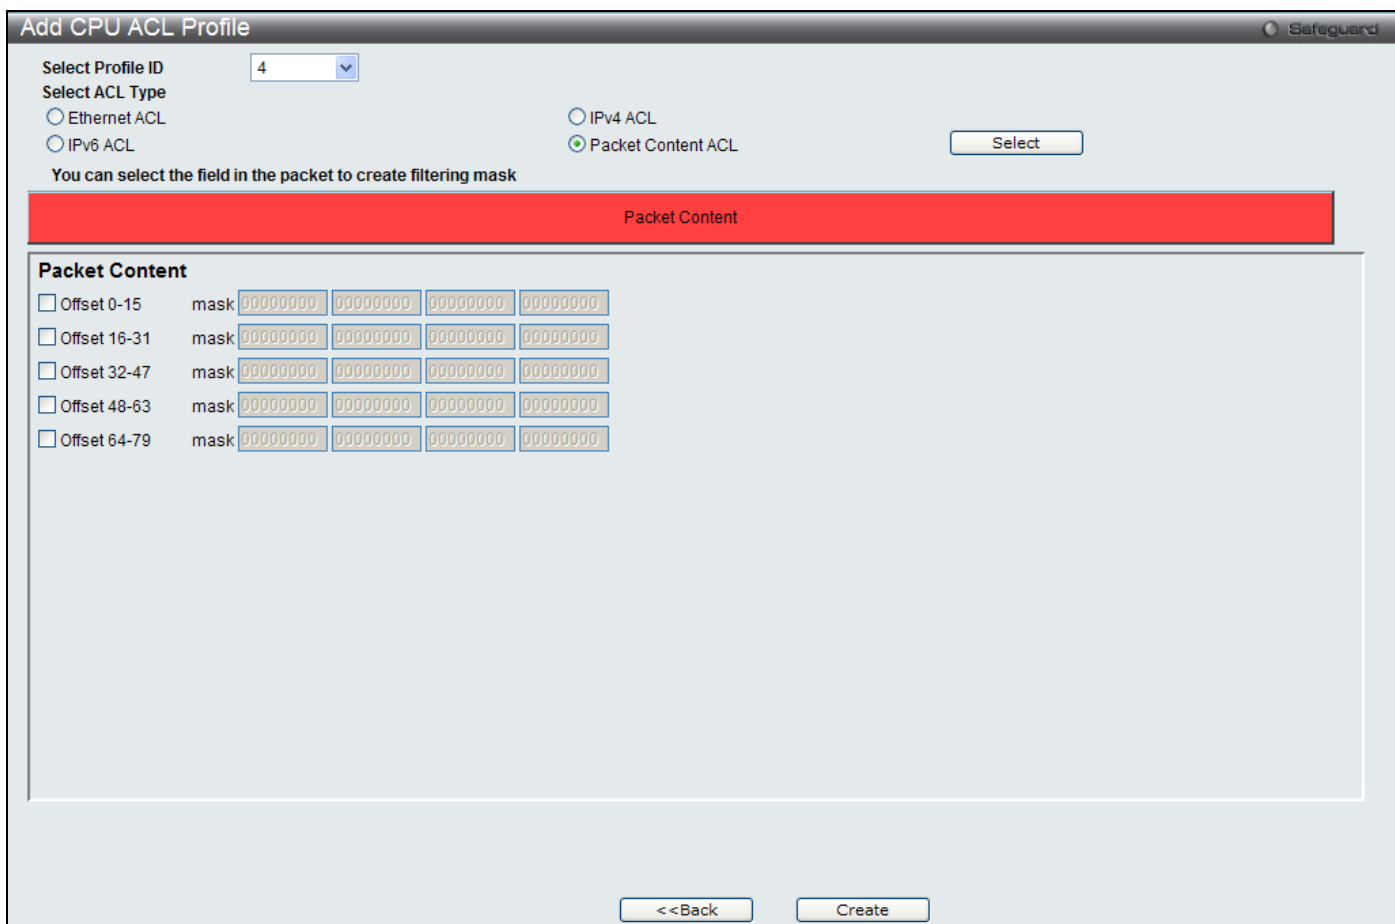 Add CPU ACL Profile
Safeguard
Select Profile ID 4
Select ACL Type
Ethernet ACL IPv4 ACL
IPv6 ACL Packet Content ACL Select
You can select the field in the packet to create filtering mask
Packet Content
Packet Content
Offset 0-15 mask 00000000 00000000 00000000 00000000
Offset 16-31 mask 00000000 00000000 00000000 00000000
Offset 32-47 mask 00000000 00000000 00000000 00000000
Offset 48-63 mask 00000000 00000000 00000000 00000000
Offset 64-79 mask 00000000 00000000 00000000 00000000
<<Back Create